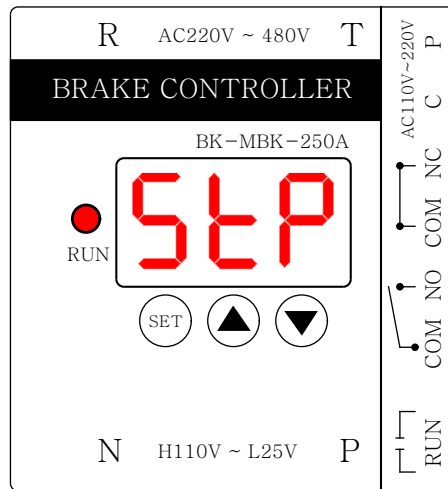 R AC220V ~ 480V T
BRAKE CONTROLLER
BK-MBK-250A
StP
RUN
SET
N H110V ~ L25V P
AC110V~220V
P
C
NC
COM
NO
COM
RUN